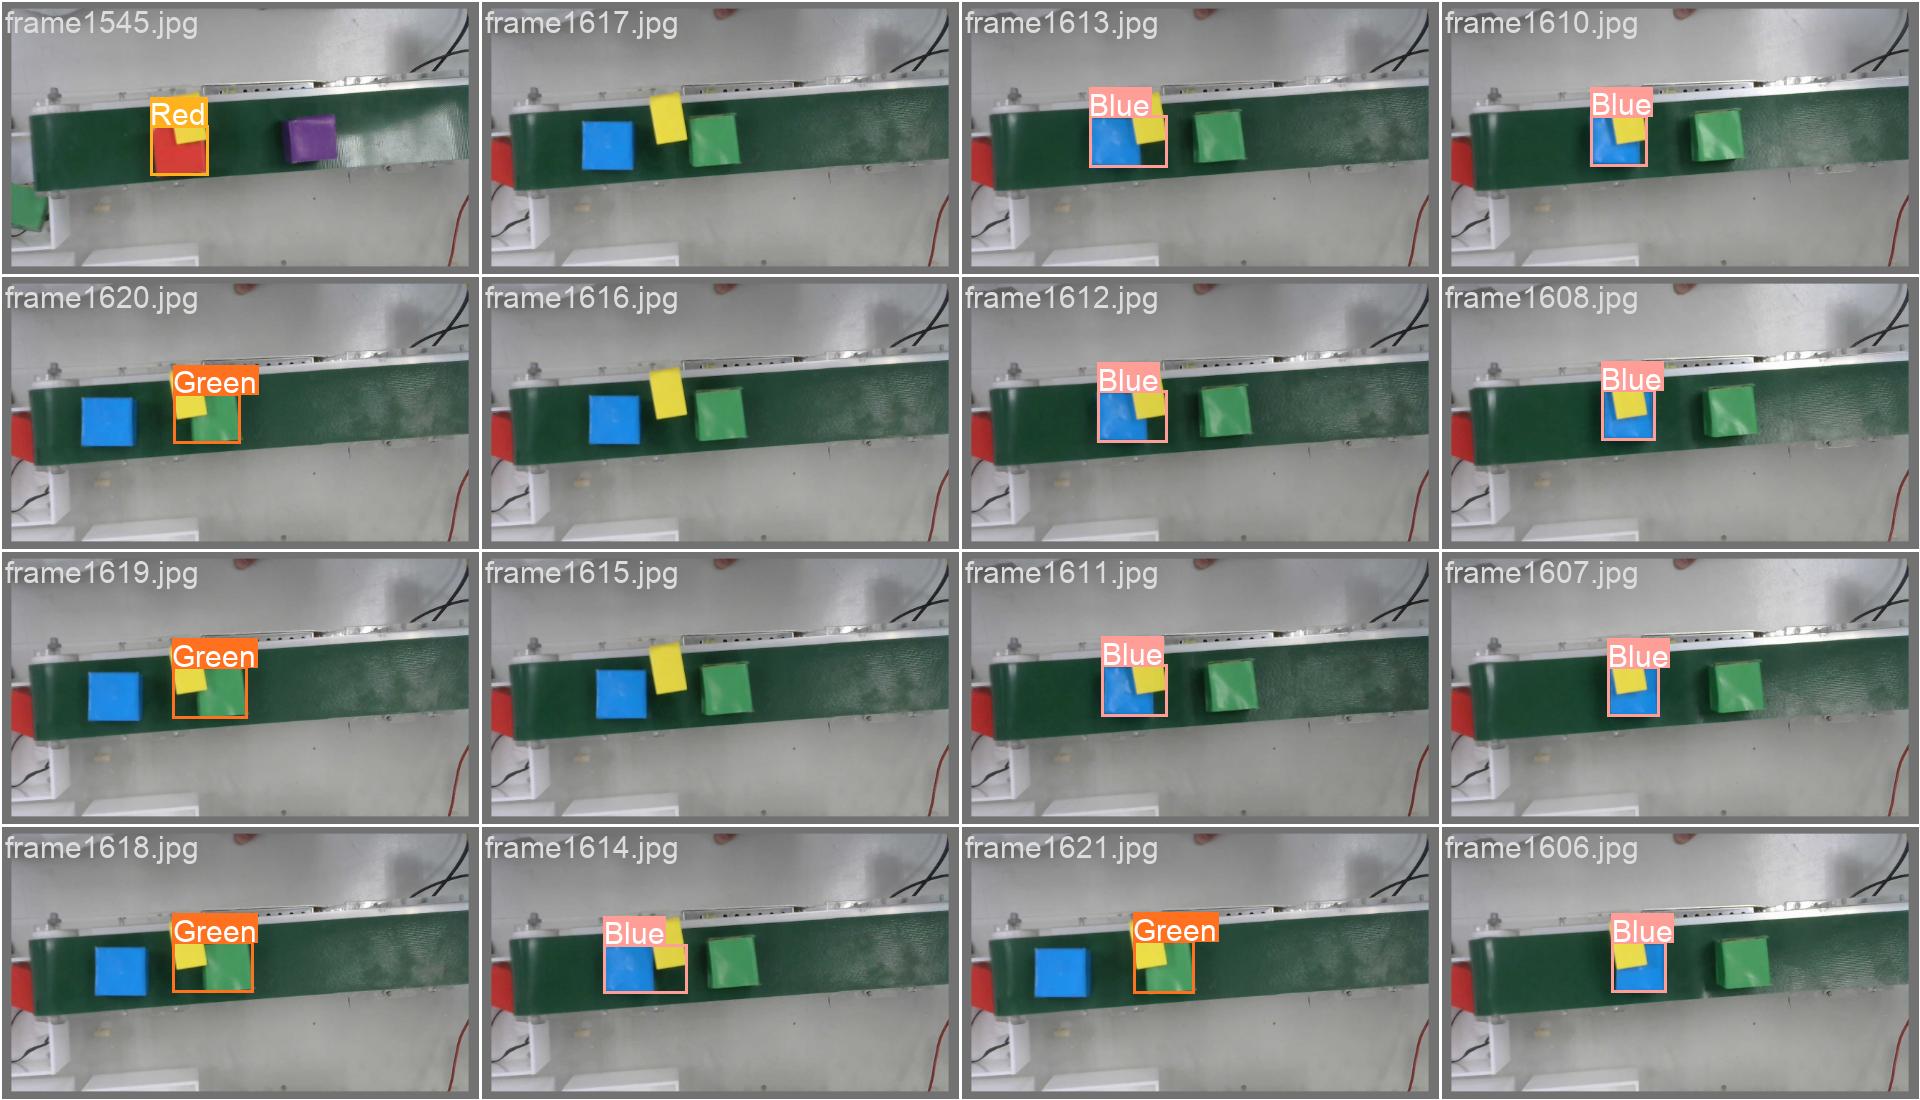 frame1545.jpg
Red
frame1617.jpg
frame1613.jpg
Blue
frame1610.jpg
Blue
frame1620.jpg
Green
frame1616.jpg
frame1612.jpg
Blue
frame1608.jpg
Blue
frame1619.jpg
Green
frame1615.jpg
frame1611.jpg
Blue
frame1607.jpg
Blue
frame1618.jpg
Green
frame1614.jpg
Blue
frame1621.jpg
Green
frame1606.jpg
Blue